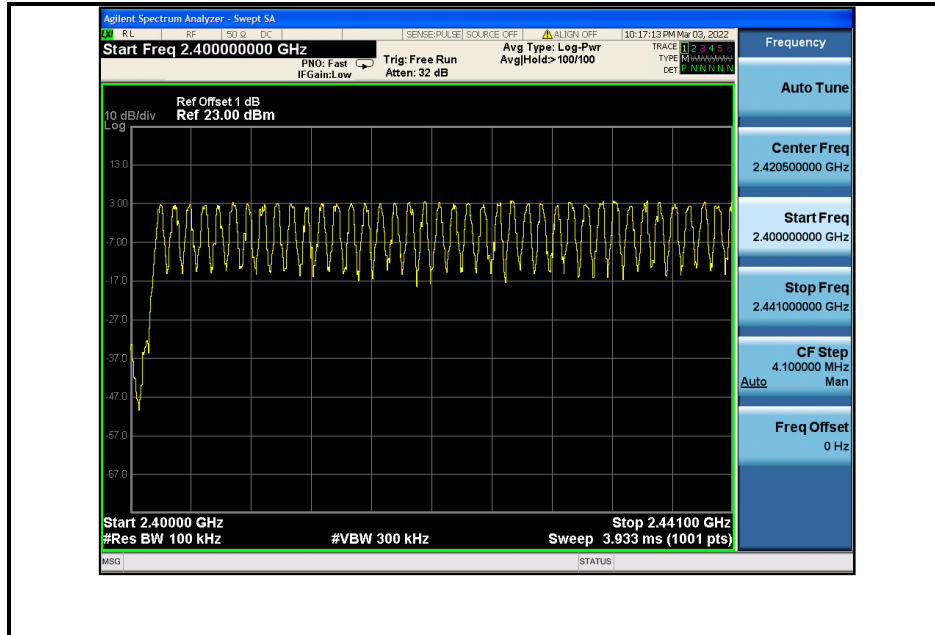 Agilent Spectrum Analyzer - Swept SA
LXI RL RF 50 Ω DC SENSE:PULSE SOURCE OFF ALIGN OFF 10:17:13 PM Mar 03, 2022
Start Freq 2.400000000 GHz
PNO: Fast
IFGain:Low
Trig: Free Run
Atten: 32 dB
Avg Type: Log-Pwr
Avg|Hold:>100/100
TRACE 1 2 3 4 5 6
TYPE M
DET P N N N N N
Ref Offset 1 dB
10 dB/div Ref 23.00 dBm
Log
13.0
3.00
-7.00
-17.0
-27.0
-37.0
-47.0
-57.0
-67.0
Start 2.40000 GHz Stop 2.44100 GHz
#Res BW 100 kHz #VBW 300 kHz Sweep 3.933 ms (1001 pts)
MSG STATUS
Frequency
Auto Tune
Center Freq
2.420500000 GHz
Start Freq
2.400000000 GHz
Stop Freq
2.441000000 GHz
CF Step
4.100000 MHz
Auto Man
Freq Offset
0 Hz